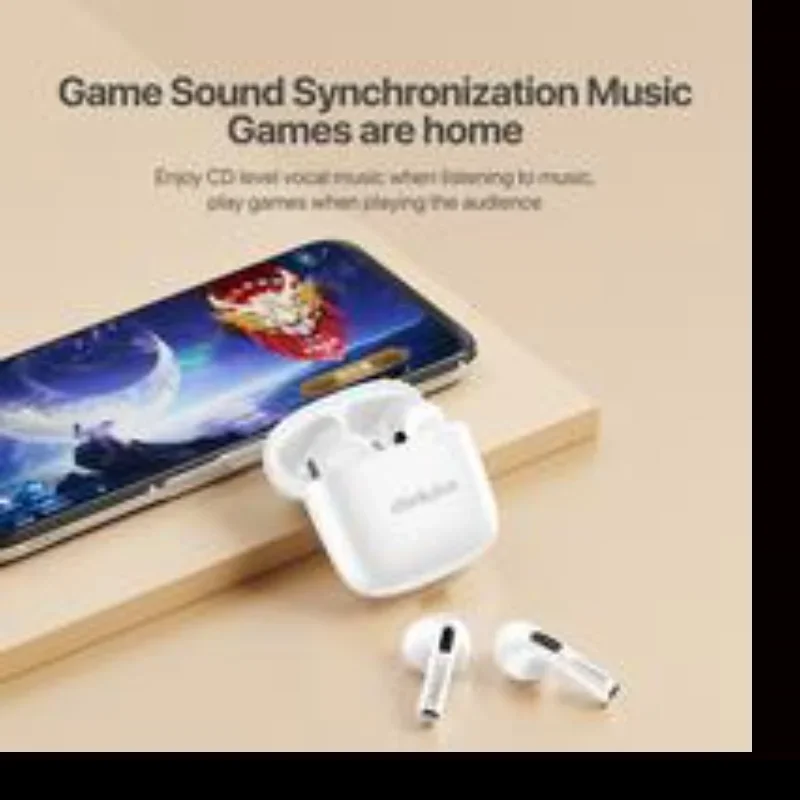 Game Sound Synchronization Music
Games are home
Enjoy CD level vocal music when listening to music,
play games when playing the audience